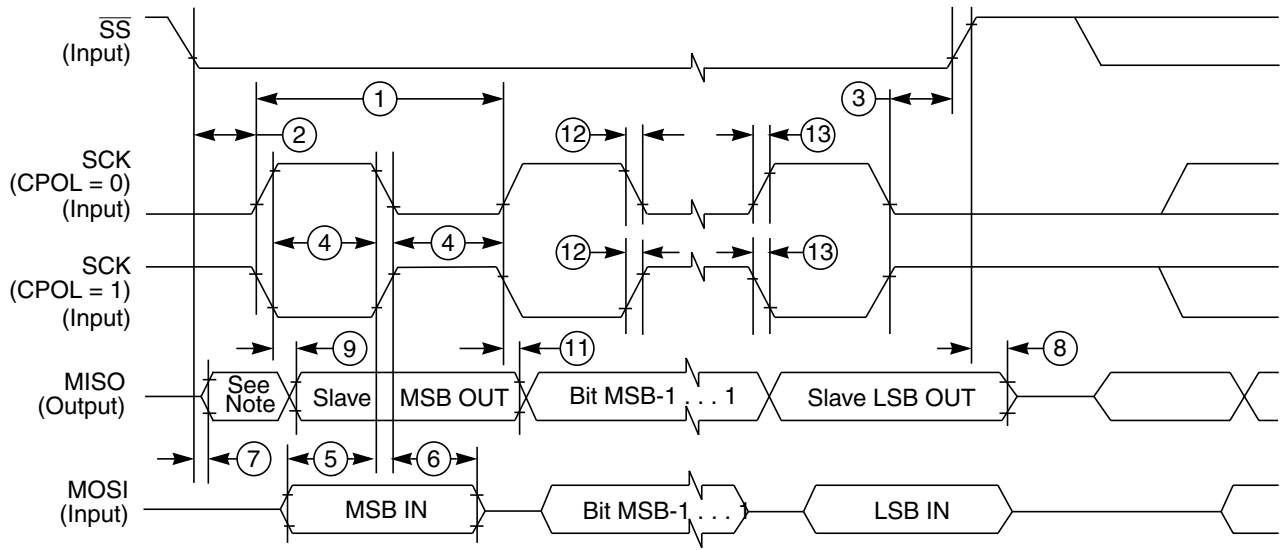 SS
(Input)
1
3
2
12
13
SCK
(CPOL = 0)
(Input)
4
4
12
13
SCK
(CPOL = 1)
(Input)
9
11
8
MISO
(Output)
See
Note
Slave
MSB OUT
Bit MSB-1 . . . 1
Slave LSB OUT
7
5
6
MOSI
(Input)
MSB IN
Bit MSB-1 . . . 1
LSB IN